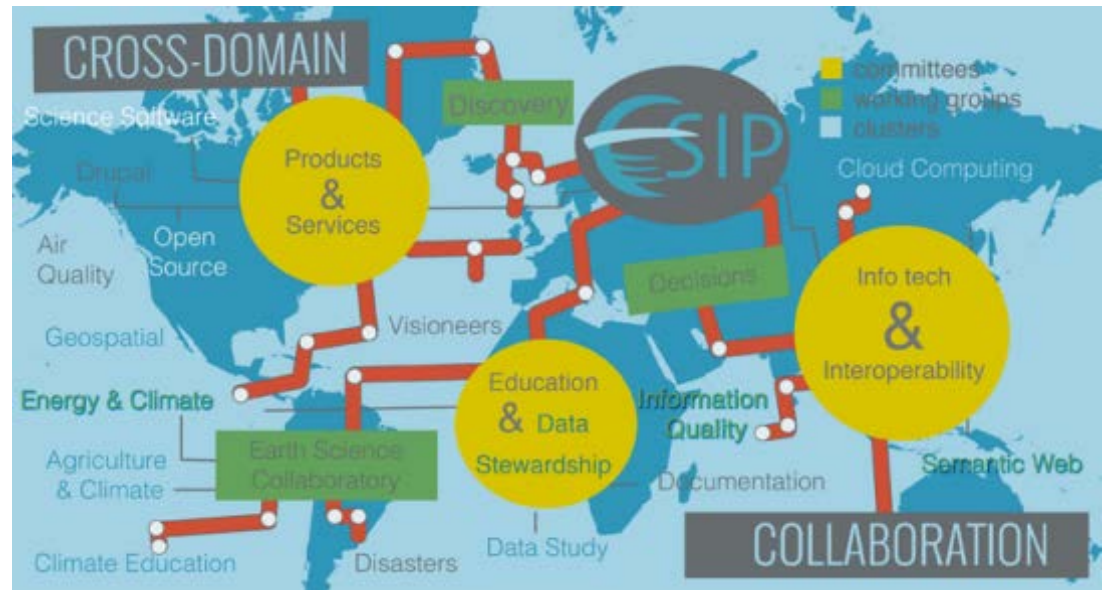 CROSS-DOMAIN
Science Software
Drupal
Open
Source
Air
Quality
Products
&
Services
Discovery
ESIP
committees
working groups
clusters
Cloud Computing
Geospatial
Visioneers
Decisions
Info tech
&
Interoperability
Energy & Climate
Education
& Data
Stewardship
Information
Quality
Earth Science
Collaboratory
Agriculture
& Climate
Documentation
Semantic Web
Climate Education
Disasters
Data Study
COLLABORATION